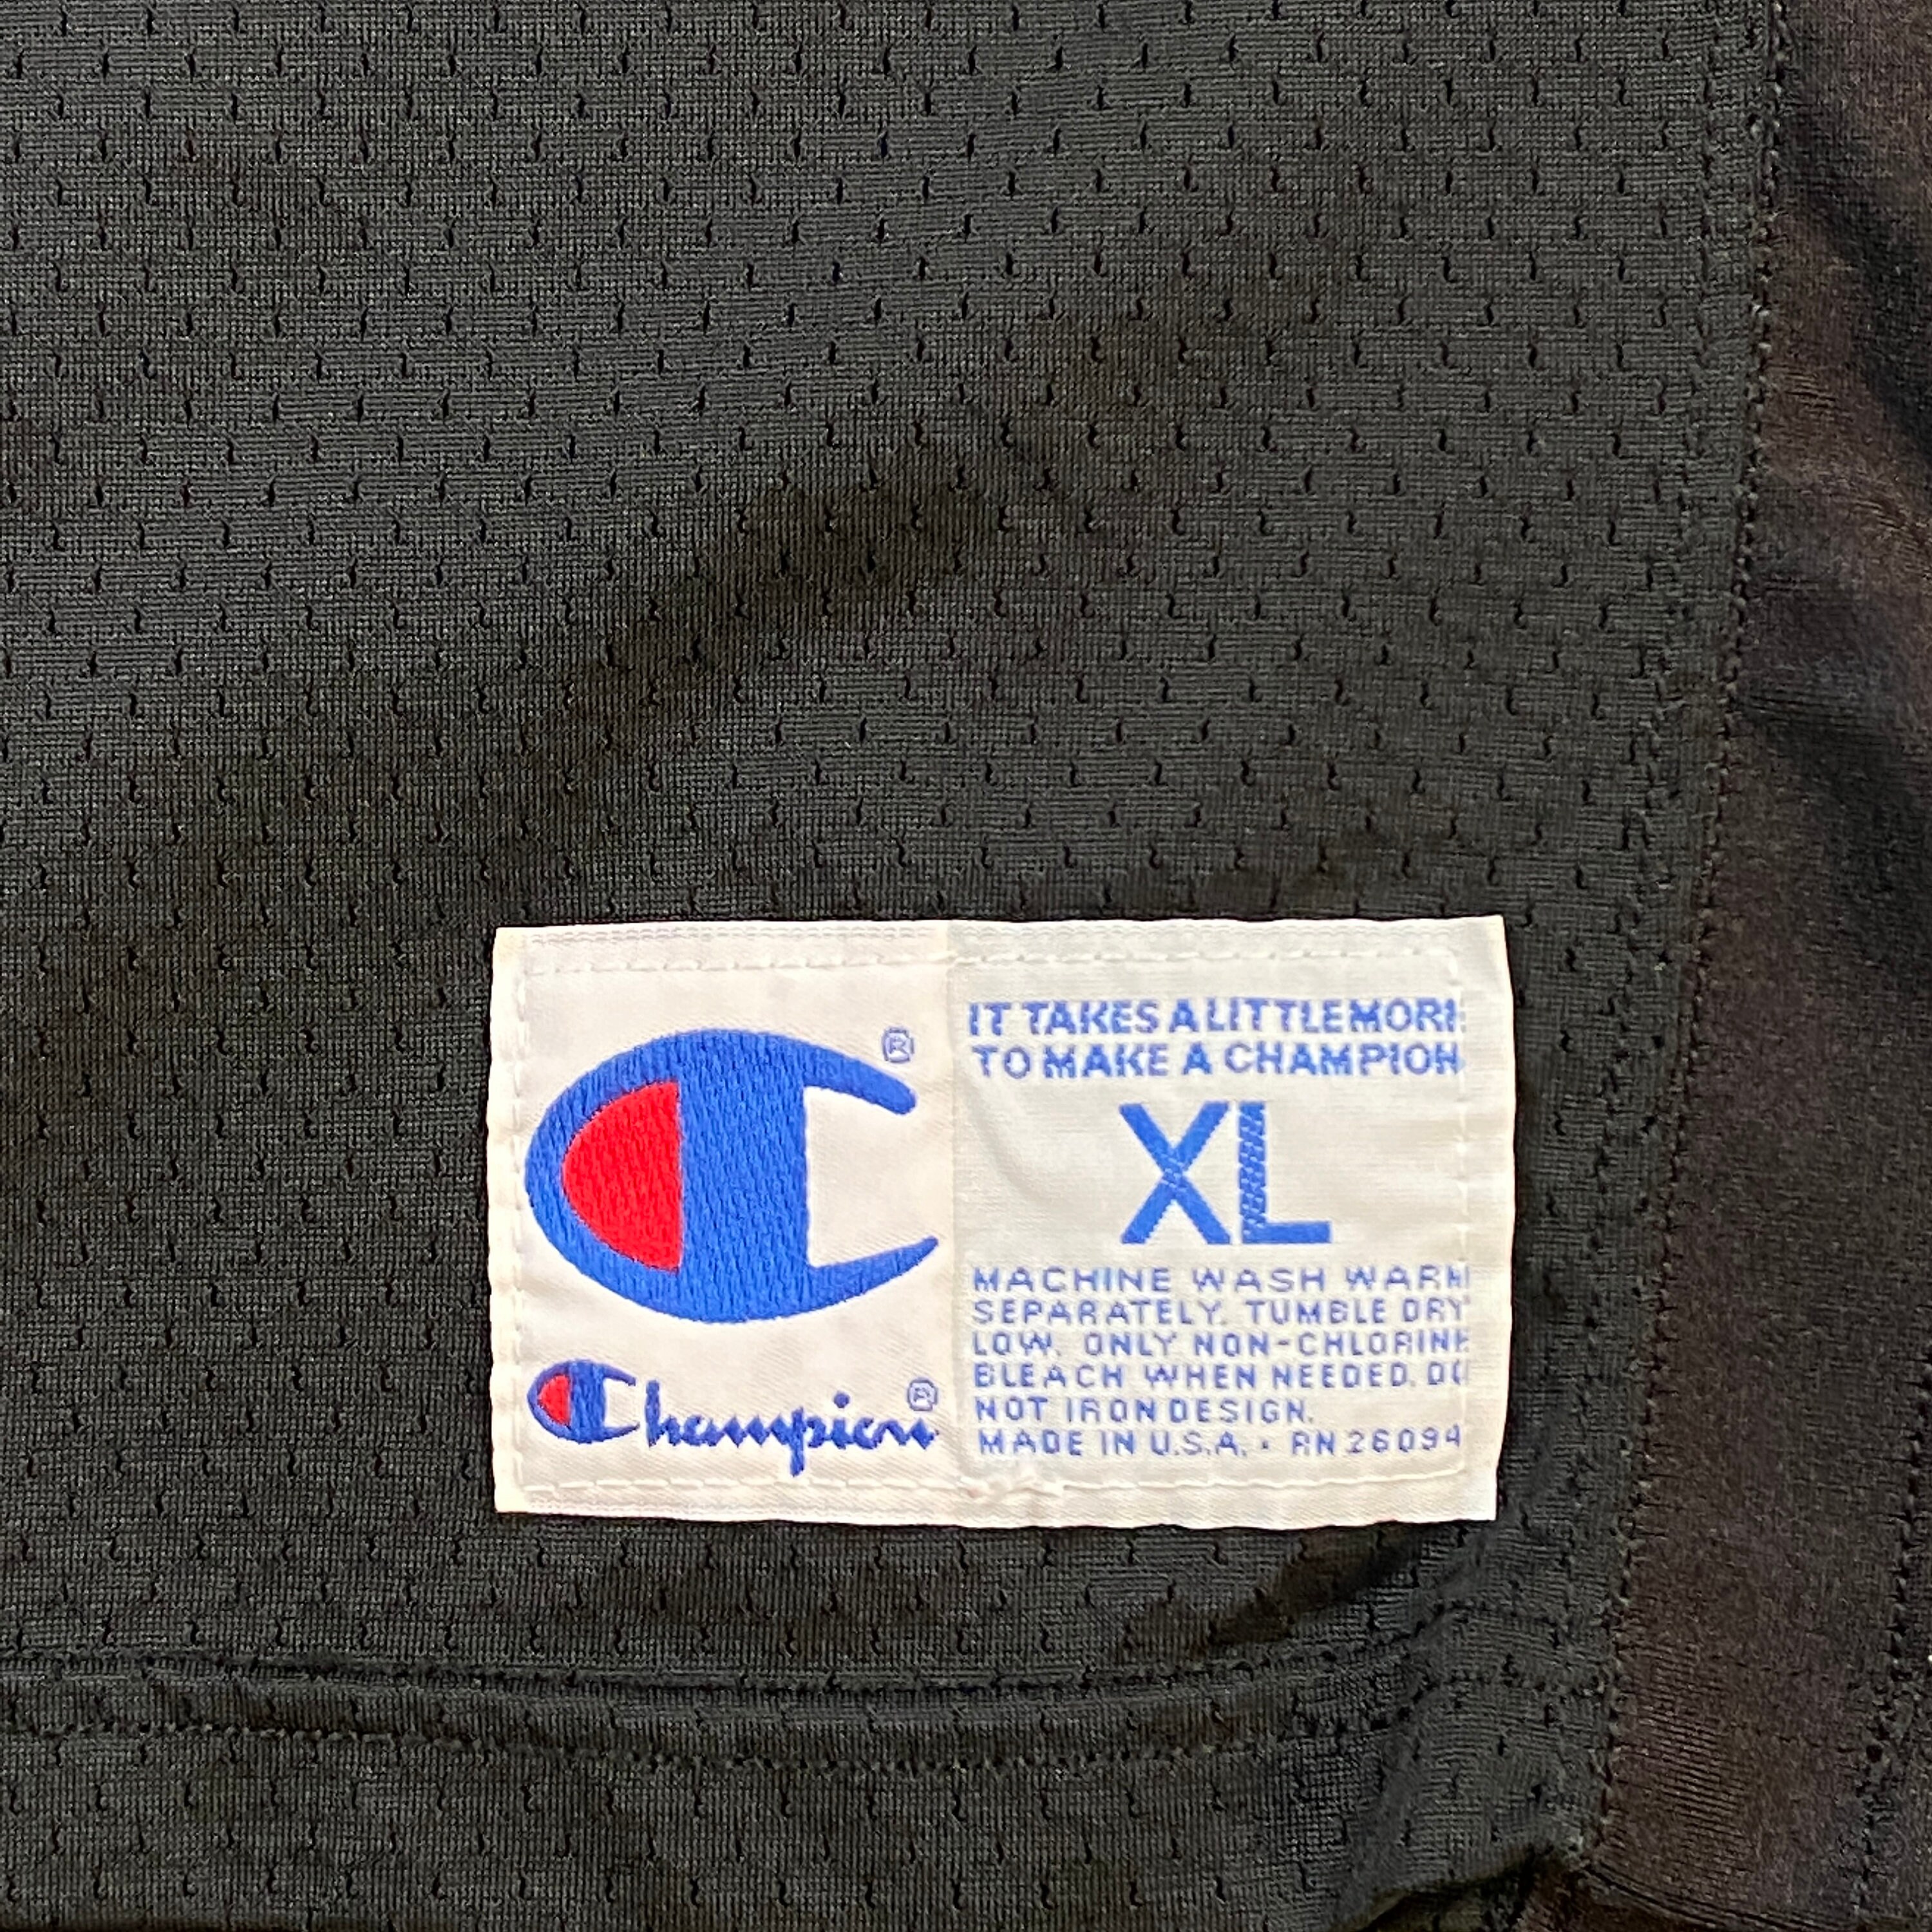 IT TAKES A LITTLE MORE
TO MAKE A CHAMPION
XL
Champion
MACHINE WASH WARM
SEPARATELY. TUMBLE DRY
LOW. ONLY NON-CHLORINE
BLEACH WHEN NEEDED. DO
NOT IRON DESIGN.
MADE IN U.S.A. • RN 26094